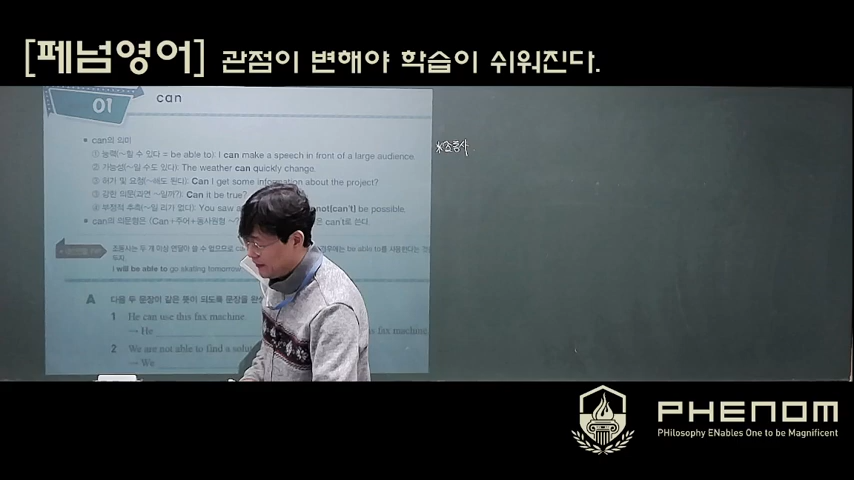 [페넘영어] 관점이 변해야 학습이 쉬워진다.
01 can
can의 의미
① 능력(~할 수 있다 = be able to): I can make a speech in front of a large audience.
② 가능성(~일 수도 있다): The weather can quickly change.
③ 허가 및 요청(~해도 된다): Can I get some information about the project?
③ 강한 의문(과연 ~일까?): Can it be true?
④ 부정적 추측(~일 리가 없다): You saw not[can't] be possible.
can의 의문형은 (Can+주어+동사원형 can't로 쓴다.
조동사는 두 개 이상 연달아 쓸 수 없으므로 경우에는 be able to를 사용한다는
I will be able to go skating tomorrow
A 다음 두 문장이 같은 뜻이 되도록 문장을
1 He can use this fax machine.
→ He fax machine
2 We are not able to find a
→ We
※조동사
PHENOM
PHilosophy ENables One to be Magnificent